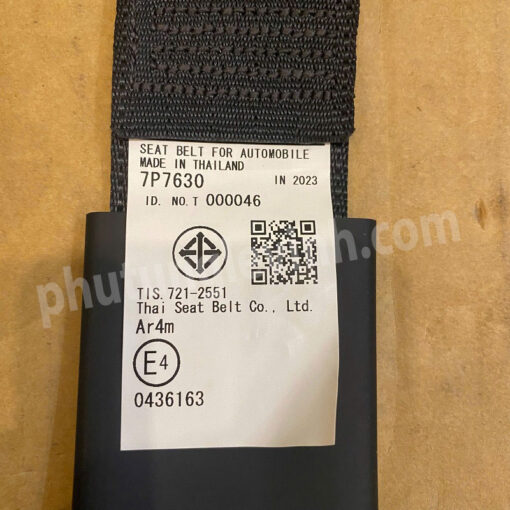 SEAT BELT FOR AUTOMOBILE
MADE IN THAILAND
7P7630 IN 2023
ID. NO.T 000046
TIS.721-2551
Thai Seat Belt Co., Ltd.
Ar4m
E4
0436163